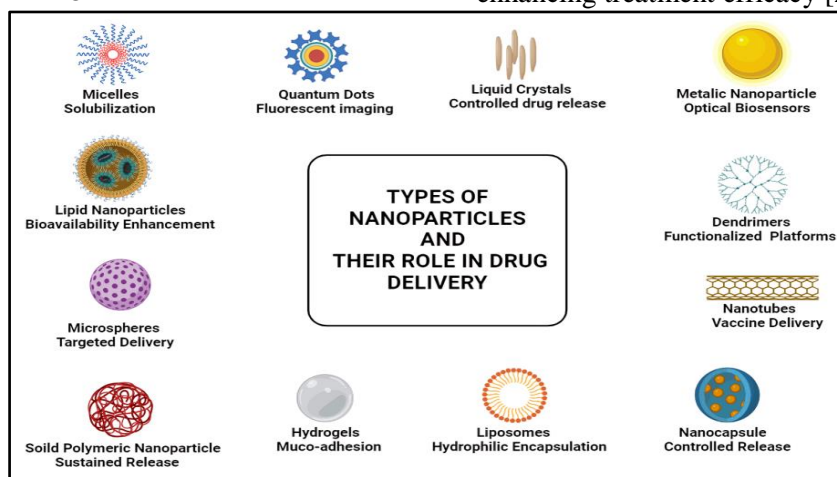 Micelles
Solubilization
Quantum Dots
Fluorescent imaging
Liquid Crystals
Controlled drug release
Metalic Nanoparticle
Optical Biosensors
Lipid Nanoparticles
Bioavailability Enhancement
TYPES OF
NANOPARTICLES
AND
THEIR ROLE IN DRUG
DELIVERY
Dendrimers
Functionalized Platforms
Microspheres
Targeted Delivery
Nanotubes
Vaccine Delivery
Soild Polymeric Nanoparticle
Sustained Release
Hydrogels
Muco-adhesion
Liposomes
Hydrophilic Encapsulation
Nanocapsule
Controlled Release